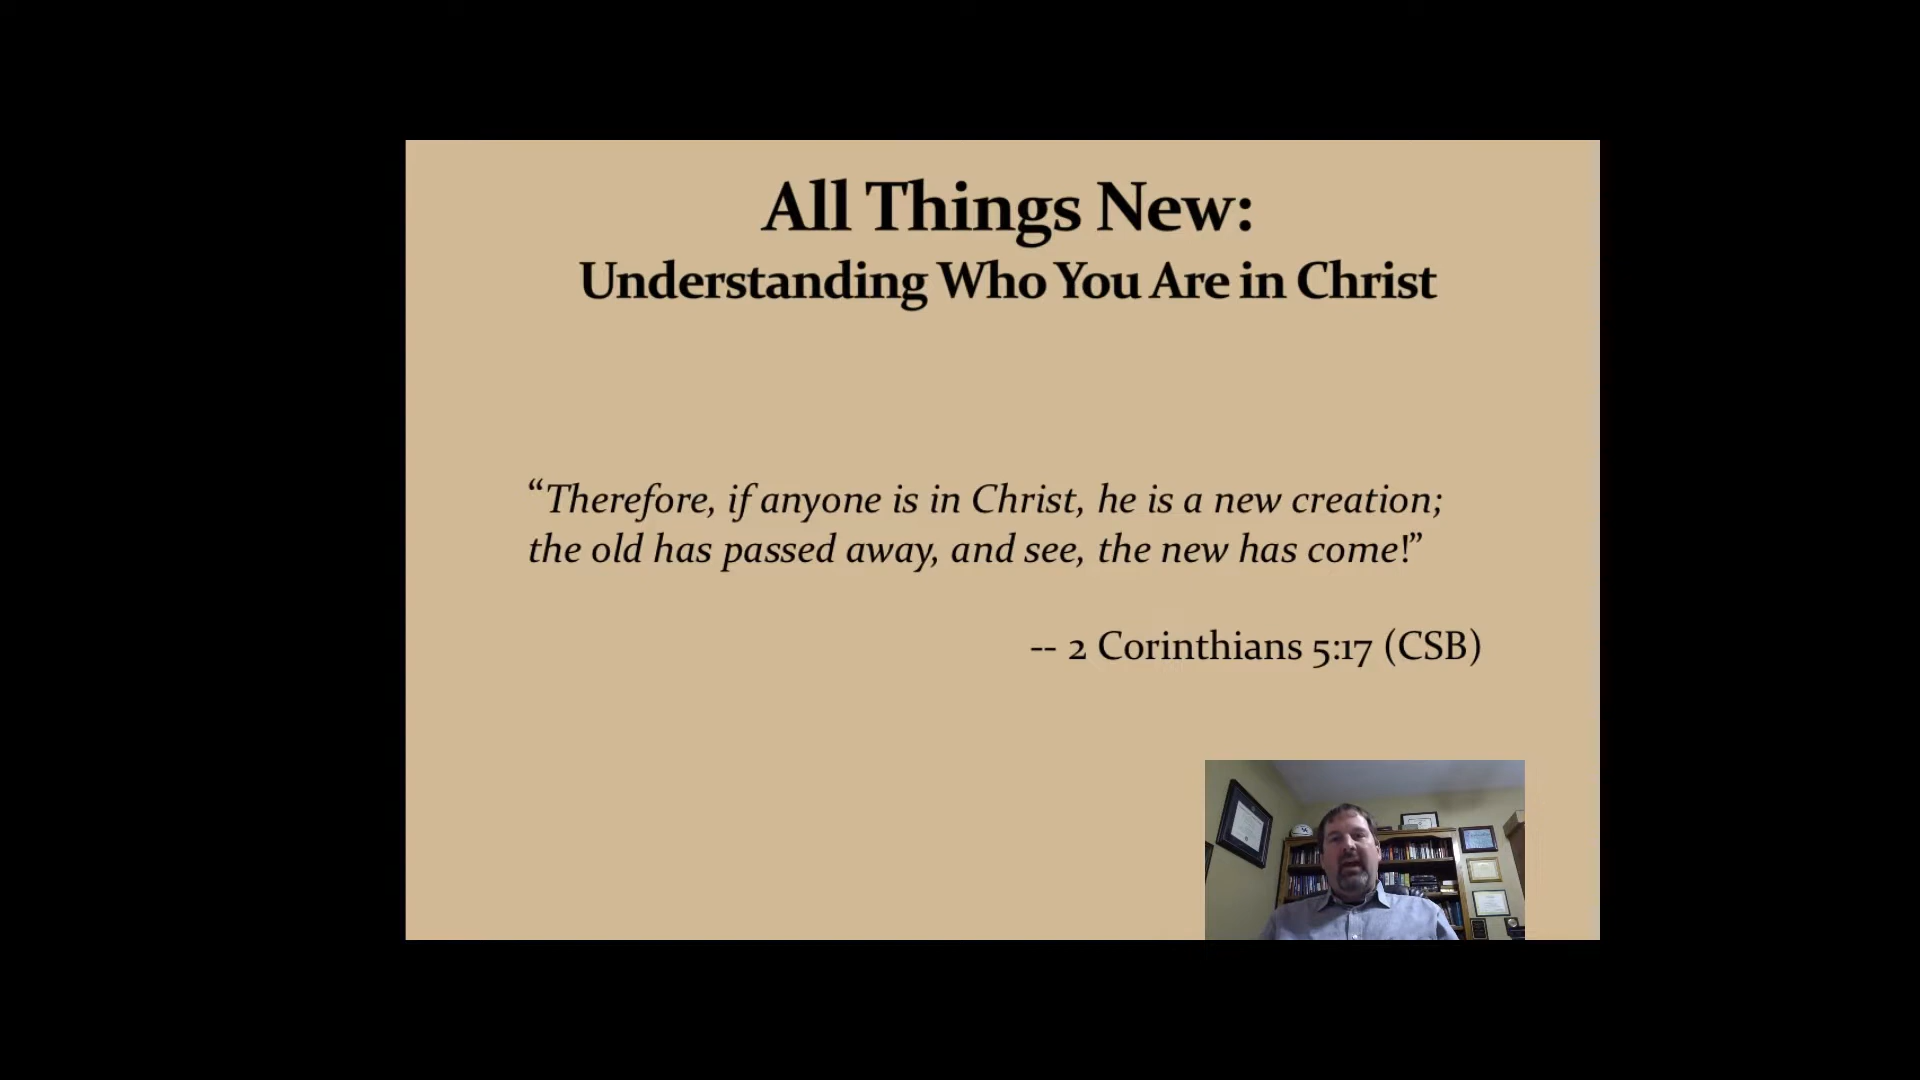 All Things New:
Understanding Who You Are in Christ
“Therefore, if anyone is in Christ, he is a new creation;
the old has passed away, and see, the new has come!”
-- 2 Corinthians 5:17 (CSB)